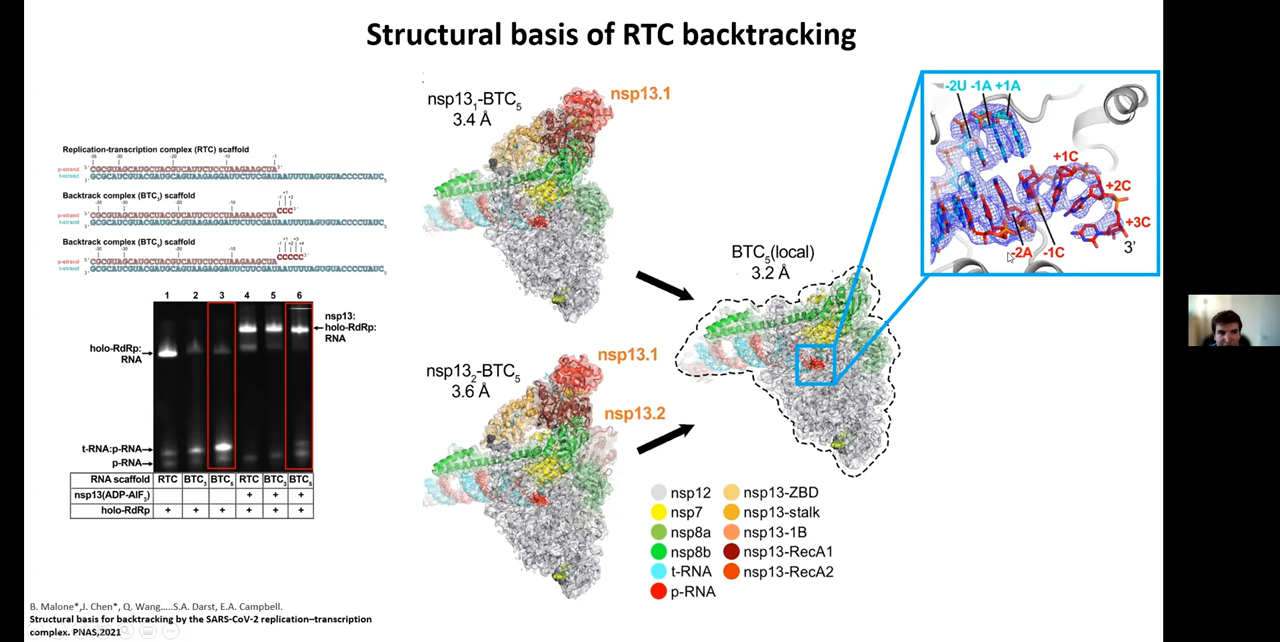 Structural basis of RTC backtracking
Replication-transcription complex (RTC) scaffold
Backtrack complex (BTC3) scaffold
CCC
Backtrack complex (BTC5) scaffold
CCCCC
1 2 3 4 5 6
holo-RdRp:
RNA
nsp13:
holo-RdRp:
RNA
t-RNA:p-RNA
p-RNA
RNA scaffold RTC BTC3 BTC5 RTC BTC3 BTC5
nsp13(ADP-AlF3) + + +
holo-RdRp + + + + + +
nsp13.1
nsp131-BTC5
3.4 Å
nsp13.1
nsp132-BTC5
3.6 Å
nsp13.2
BTC5(local)
3.2 Å
-2U -1A +1A
+1C
+2C
+3C
3'
-2A -1C
nsp12
nsp7
nsp8a
nsp8b
t-RNA
p-RNA
nsp13-ZBD
nsp13-stalk
nsp13-1B
nsp13-RecA1
nsp13-RecA2
B. Malone*,J. Chen*, Q. Wang.....S.A. Darst, E.A. Campbell.
Structural basis for backtracking by the SARS-CoV-2 replication–transcription
complex. PNAS,2021